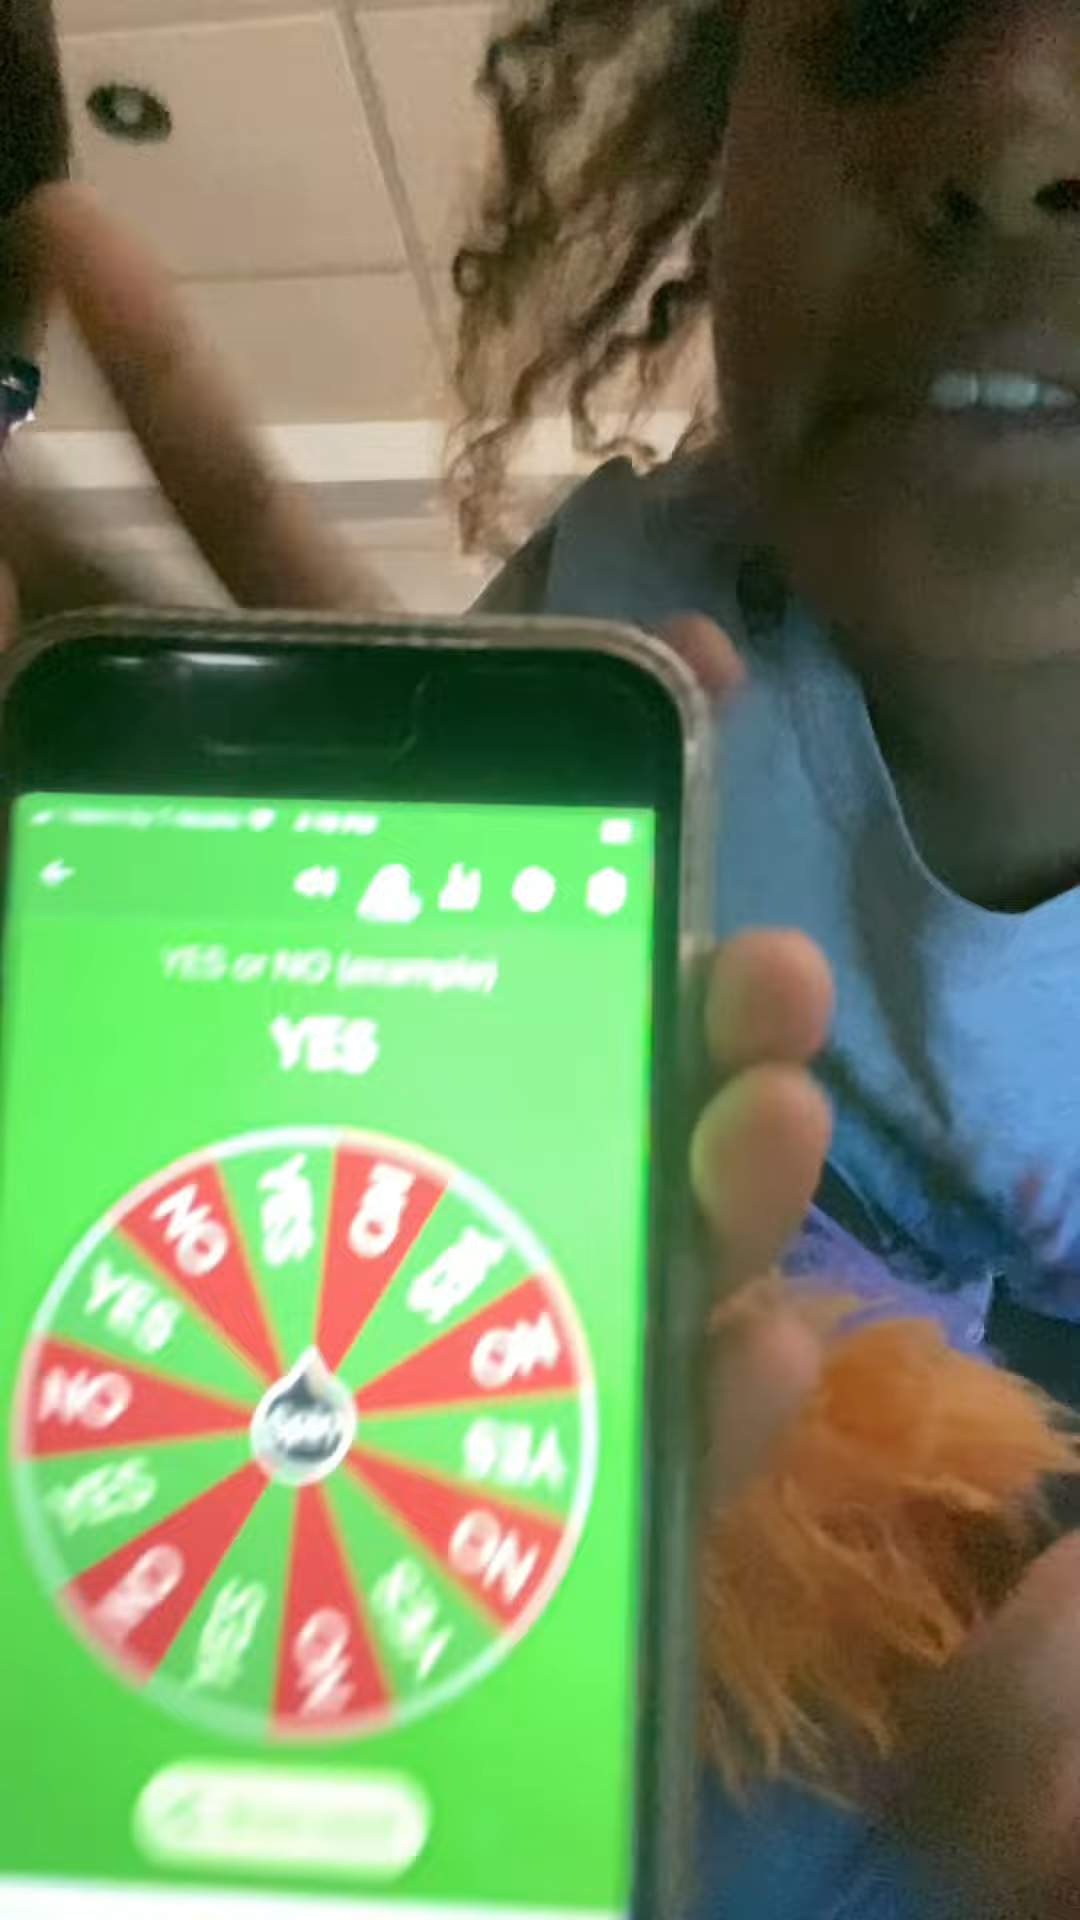 YES or NO (example)
YES
YES
NO
YES
NO
YES
NO
YES
NO
YES
NO
YES
NO
YES
NO